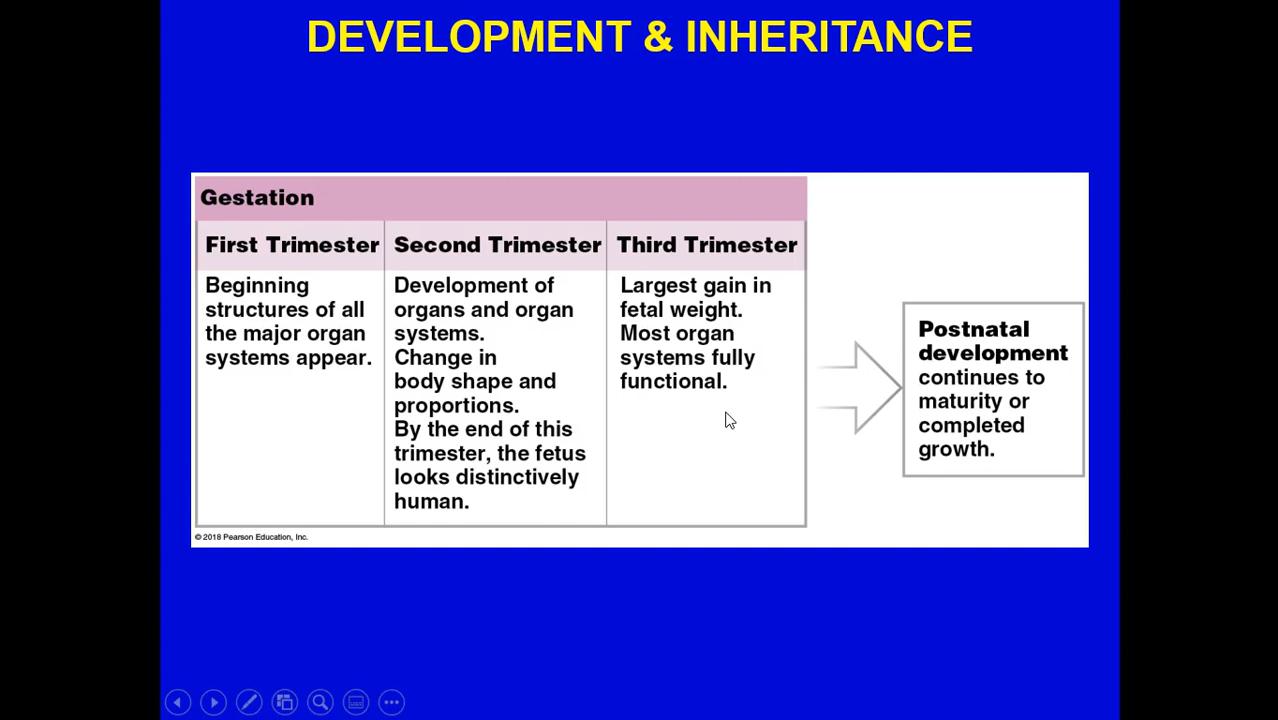 DEVELOPMENT & INHERITANCE
Gestation
First Trimester
Beginning
structures of all
the major organ
systems appear.
Second Trimester
Development of
organs and organ
systems.
Change in
body shape and
proportions.
By the end of this
trimester, the fetus
looks distinctively
human.
Third Trimester
Largest gain in
fetal weight.
Most organ
systems fully
functional.
Postnatal
development
continues to
maturity or
completed
growth.
© 2018 Pearson Education, Inc.